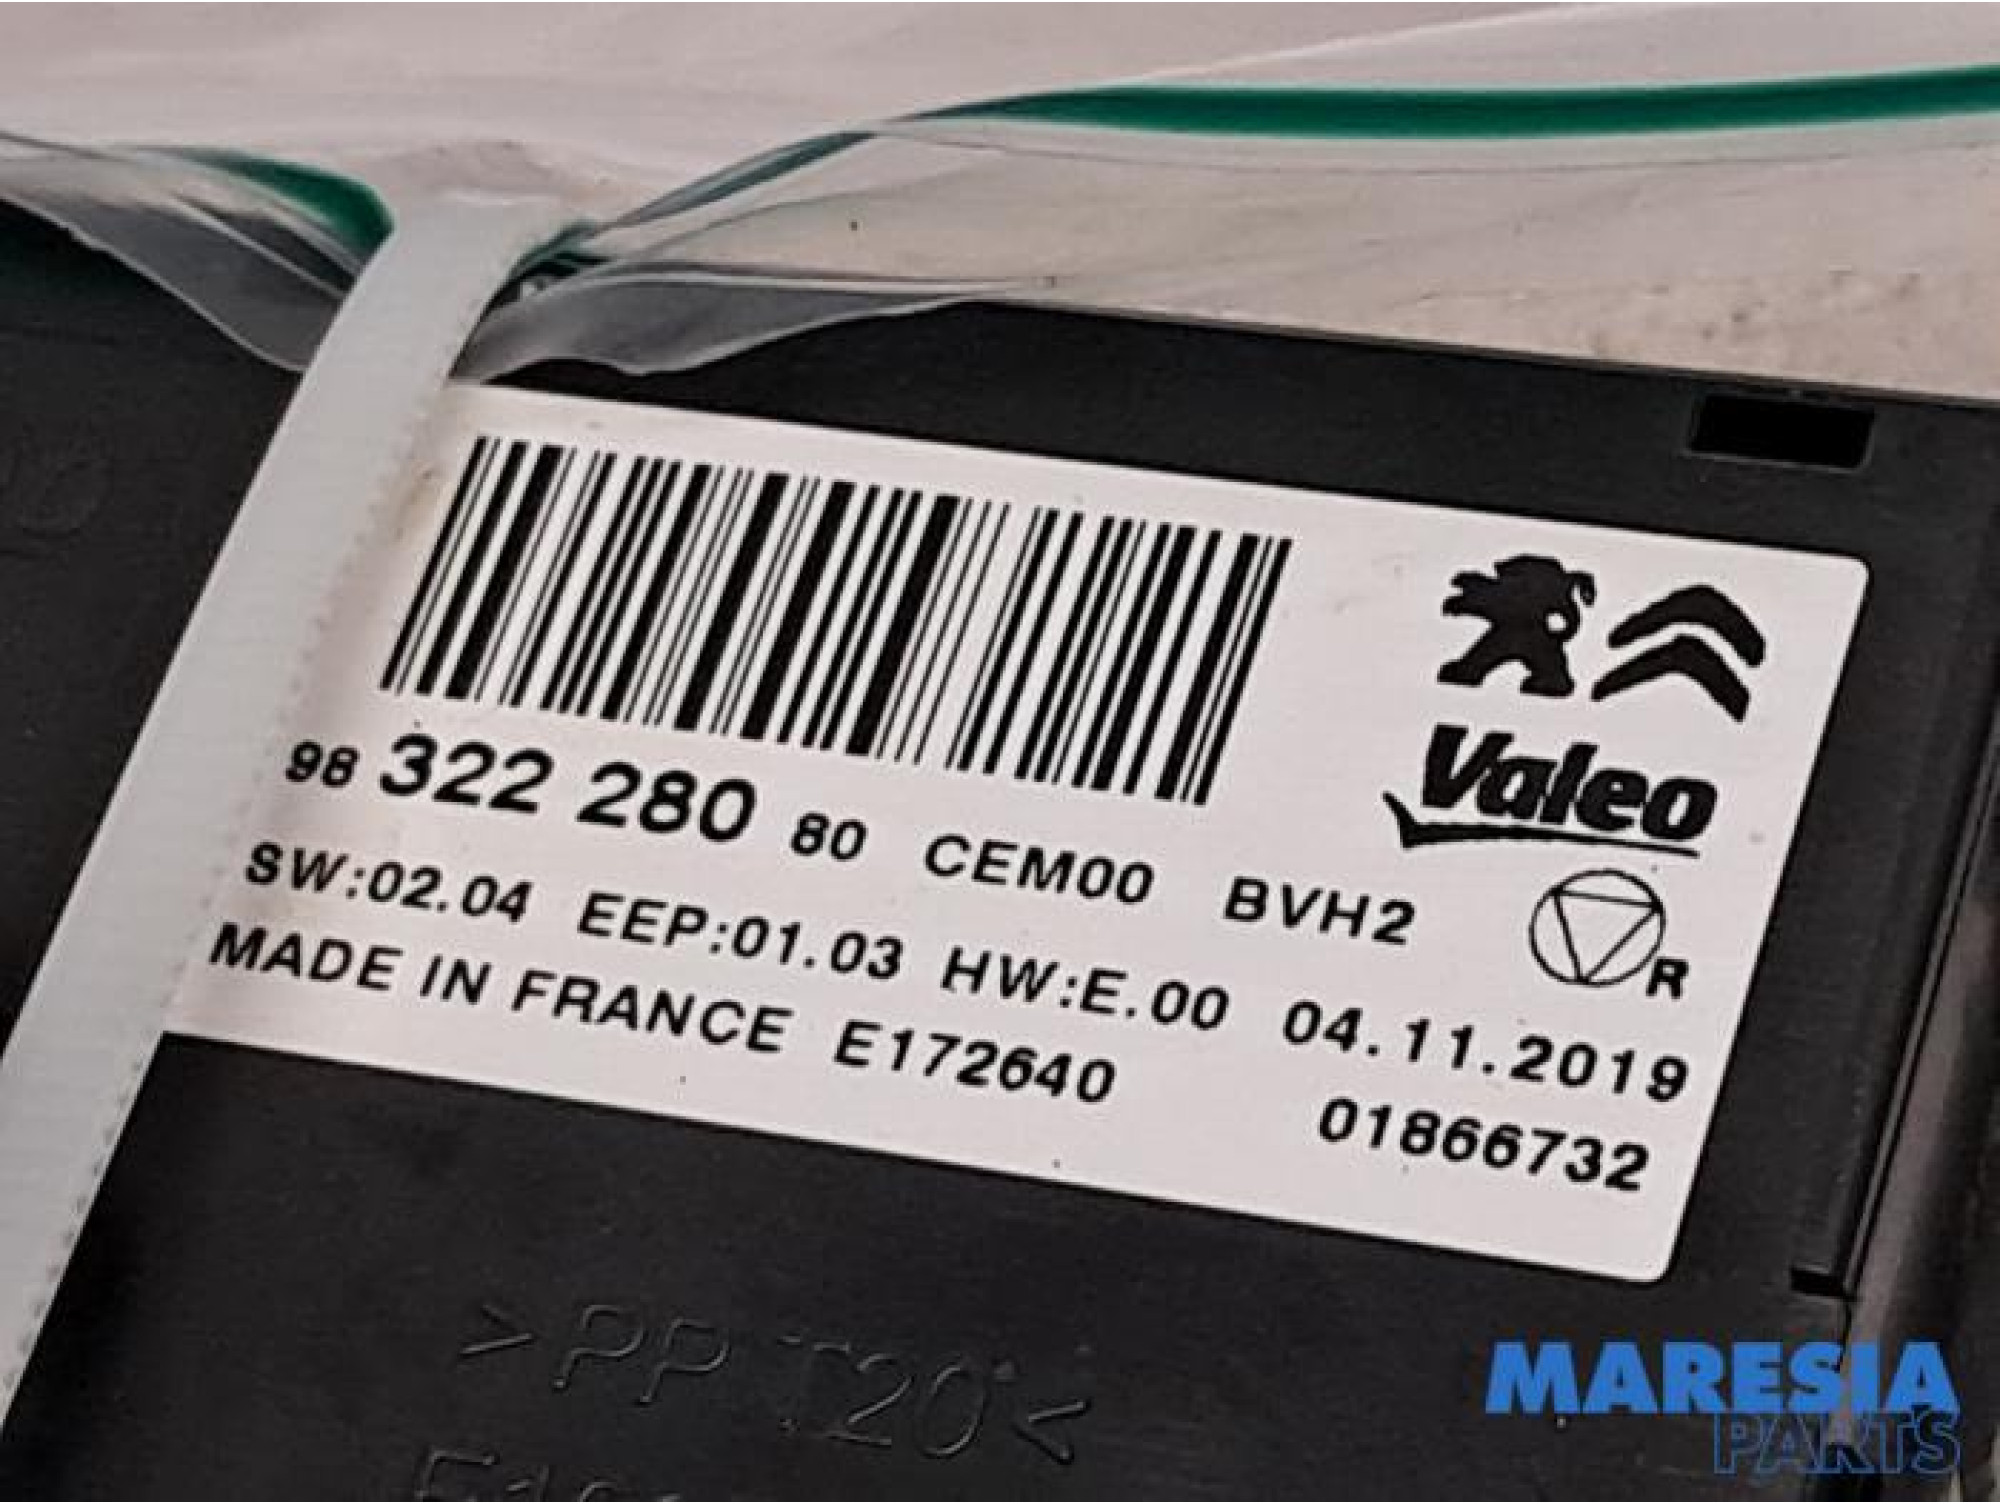 Valeo
98 322 280 80 CEM00 BVH2
R
SW:02.04 EEP:01.03 HW:E.00 04.11.2019
MADE IN FRANCE E172640 01866732
>PP T20<
MARESIA
PARTS